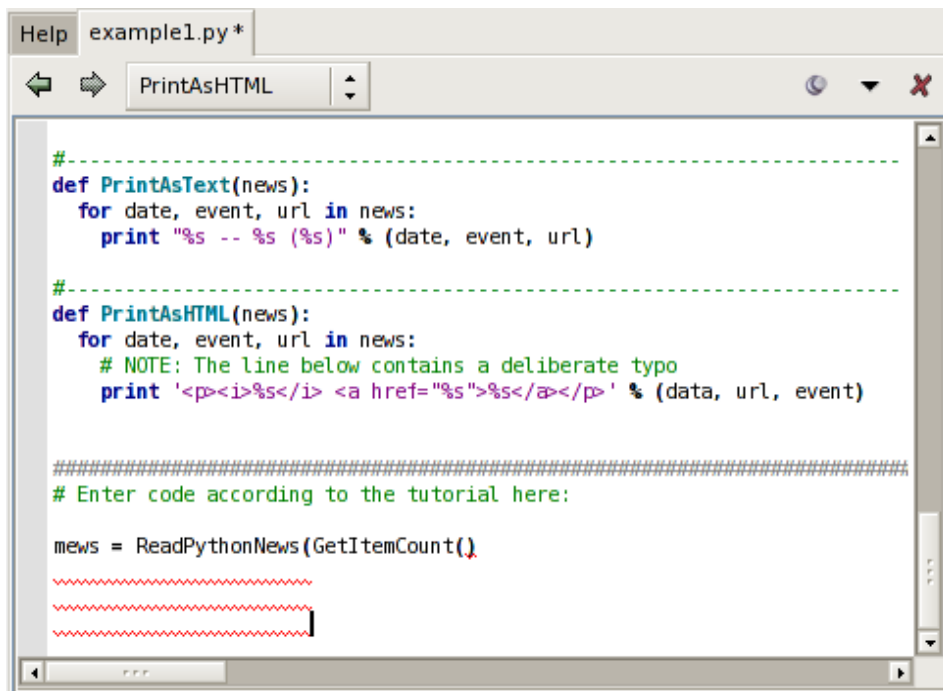 Help example1.py*
PrintAsHTML
#----------------------------------------------------------------------
def PrintAsText(news):
  for date, event, url in news:
    print "%s -- %s (%s)" % (date, event, url)
#----------------------------------------------------------------------
def PrintAsHTML(news):
  for date, event, url in news:
    # NOTE: The line below contains a deliberate typo
    print '<p><i>%s</i> <a href="%s">%s</a></p>' % (data, url, event)
########################################################################
# Enter code according to the tutorial here:
mews = ReadPythonNews(GetItemCount()